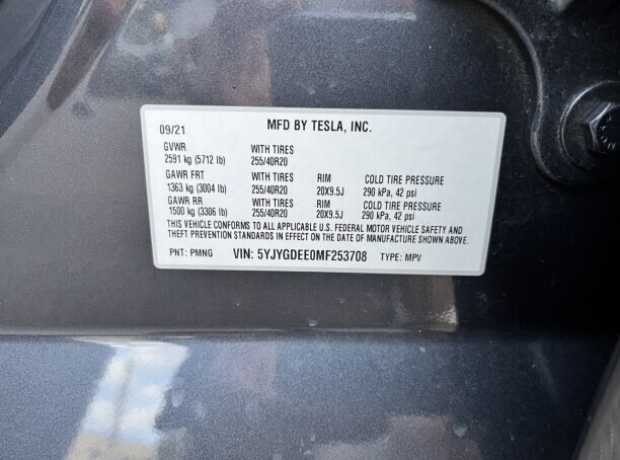 09/21 MFD BY TESLA, INC.
GVWR WITH TIRES
2591 kg (5712 lb) 255/40R20
GAWR FRT WITH TIRES RIM COLD TIRE PRESSURE
1363 kg (3004 lb) 255/40R20 20X9.5J 290 kPa, 42 psi
GAWR RR WITH TIRES RIM COLD TIRE PRESSURE
1500 kg (3306 lb) 255/40R20 20X9.5J 290 kPa, 42 psi
THIS VEHICLE CONFORMS TO ALL APPLICABLE U.S. FEDERAL MOTOR VEHICLE SAFETY AND
THEFT PREVENTION STANDARDS IN EFFECT ON THE DATE OF MANUFACTURE SHOWN ABOVE.
PNT: PMNG VIN: 5YJYGDEE0MF253708 TYPE: MPV